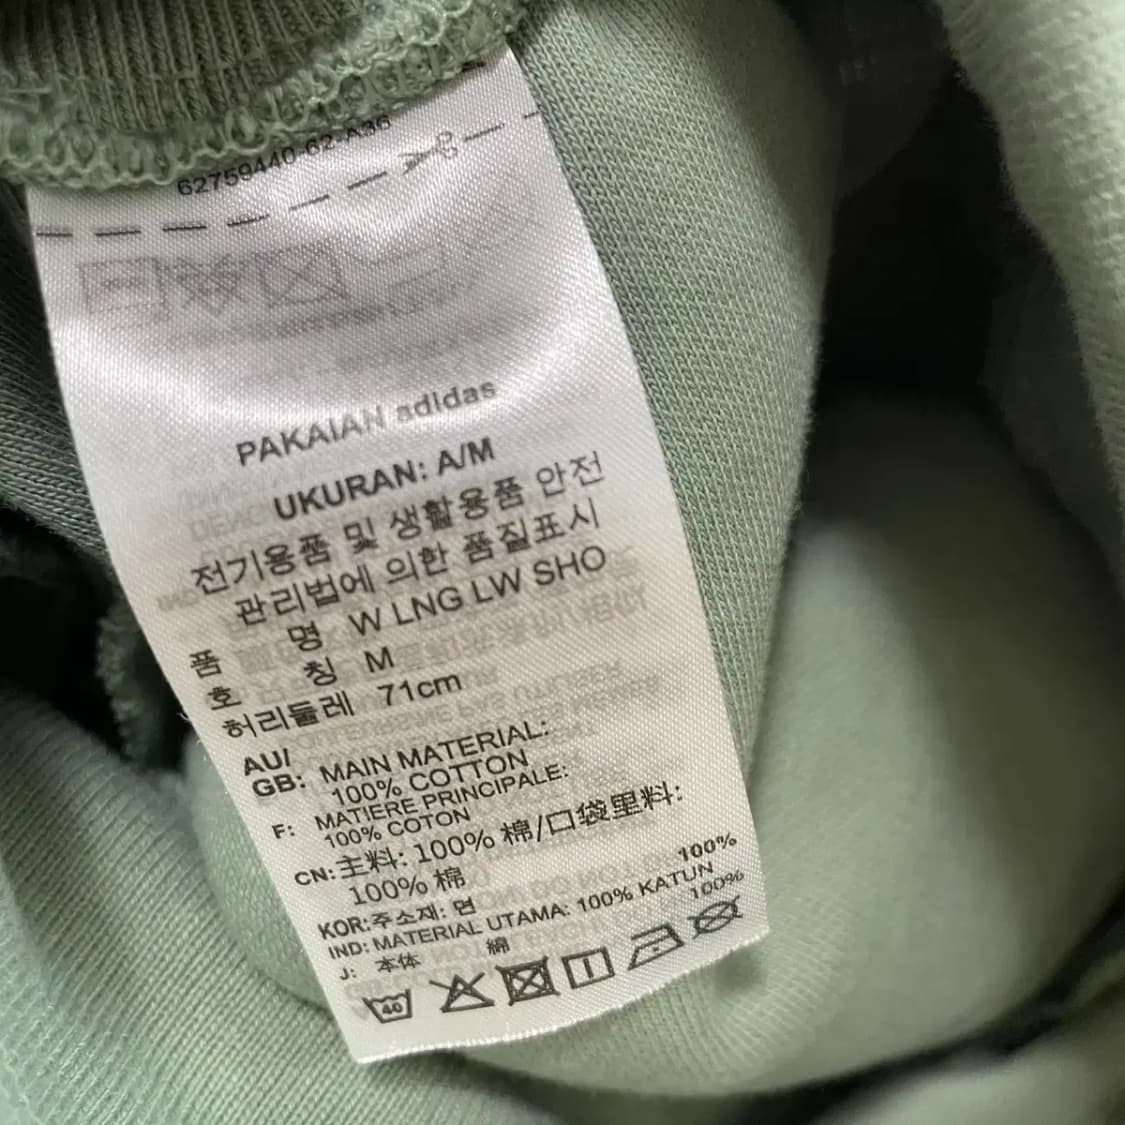 62759440-62-A36
PAKAIAN adidas
UKURAN: A/M
전기용품 및 생활용품 안전
관리법에 의한 품질표시
품 명 W LNG LW SHO
호 칭 M
허리둘레 71cm
AU/
GB: MAIN MATERIAL:
100% COTTON
F: MATIERE PRINCIPALE:
100% COTON
CN: 主料: 100% 棉/口袋里料:
100% 棉
KOR: 주소재: 면 100%
IND: MATERIAL UTAMA: 100% KATUN
J: 本体 綿 100%
40